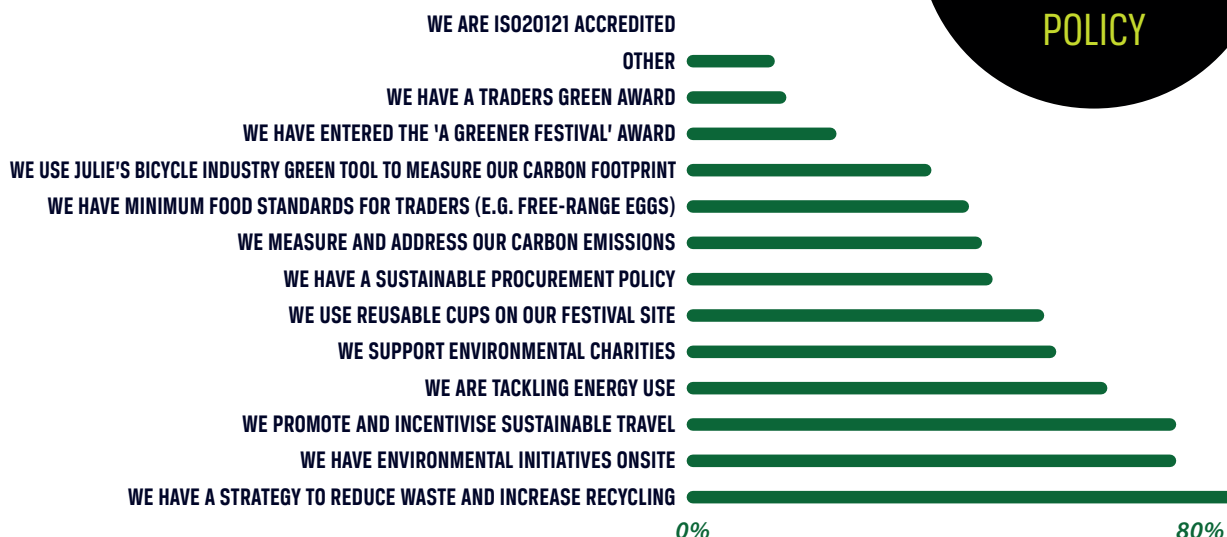 POLICY
WE ARE ISO20121 ACCREDITED
OTHER
WE HAVE A TRADERS GREEN AWARD
WE HAVE ENTERED THE 'A GREENER FESTIVAL' AWARD
WE USE JULIE'S BICYCLE INDUSTRY GREEN TOOL TO MEASURE OUR CARBON FOOTPRINT
WE HAVE MINIMUM FOOD STANDARDS FOR TRADERS (E.G. FREE-RANGE EGGS)
WE MEASURE AND ADDRESS OUR CARBON EMISSIONS
WE HAVE A SUSTAINABLE PROCUREMENT POLICY
WE USE REUSABLE CUPS ON OUR FESTIVAL SITE
WE SUPPORT ENVIRONMENTAL CHARITIES
WE ARE TACKLING ENERGY USE
WE PROMOTE AND INCENTIVISE SUSTAINABLE TRAVEL
WE HAVE ENVIRONMENTAL INITIATIVES ONSITE
WE HAVE A STRATEGY TO REDUCE WASTE AND INCREASE RECYCLING
0% 80%